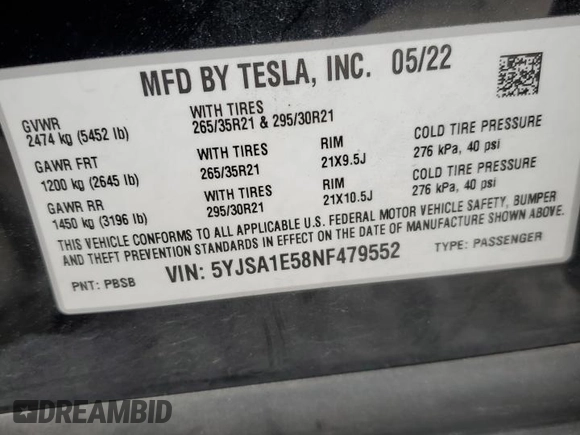 MFD BY TESLA, INC. 05/22
GVWR
2474 kg (5452 lb)
WITH TIRES
265/35R21 & 295/30R21
GAWR FRT
1200 kg (2645 lb)
WITH TIRES
265/35R21
RIM
21X9.5J
COLD TIRE PRESSURE
276 kPa, 40 psi
GAWR RR
1450 kg (3196 lb)
WITH TIRES
295/30R21
RIM
21X10.5J
COLD TIRE PRESSURE
276 kPa, 40 psi
THIS VEHICLE CONFORMS TO ALL APPLICABLE U.S. FEDERAL MOTOR VEHICLE SAFETY, BUMPER
AND THEFT PREVENTION STANDARDS IN EFFECT ON THE DATE OF MANUFACTURE SHOWN ABOVE.
PNT: PBSB VIN: 5YJSA1E58NF479552 TYPE: PASSENGER
DREAMBID